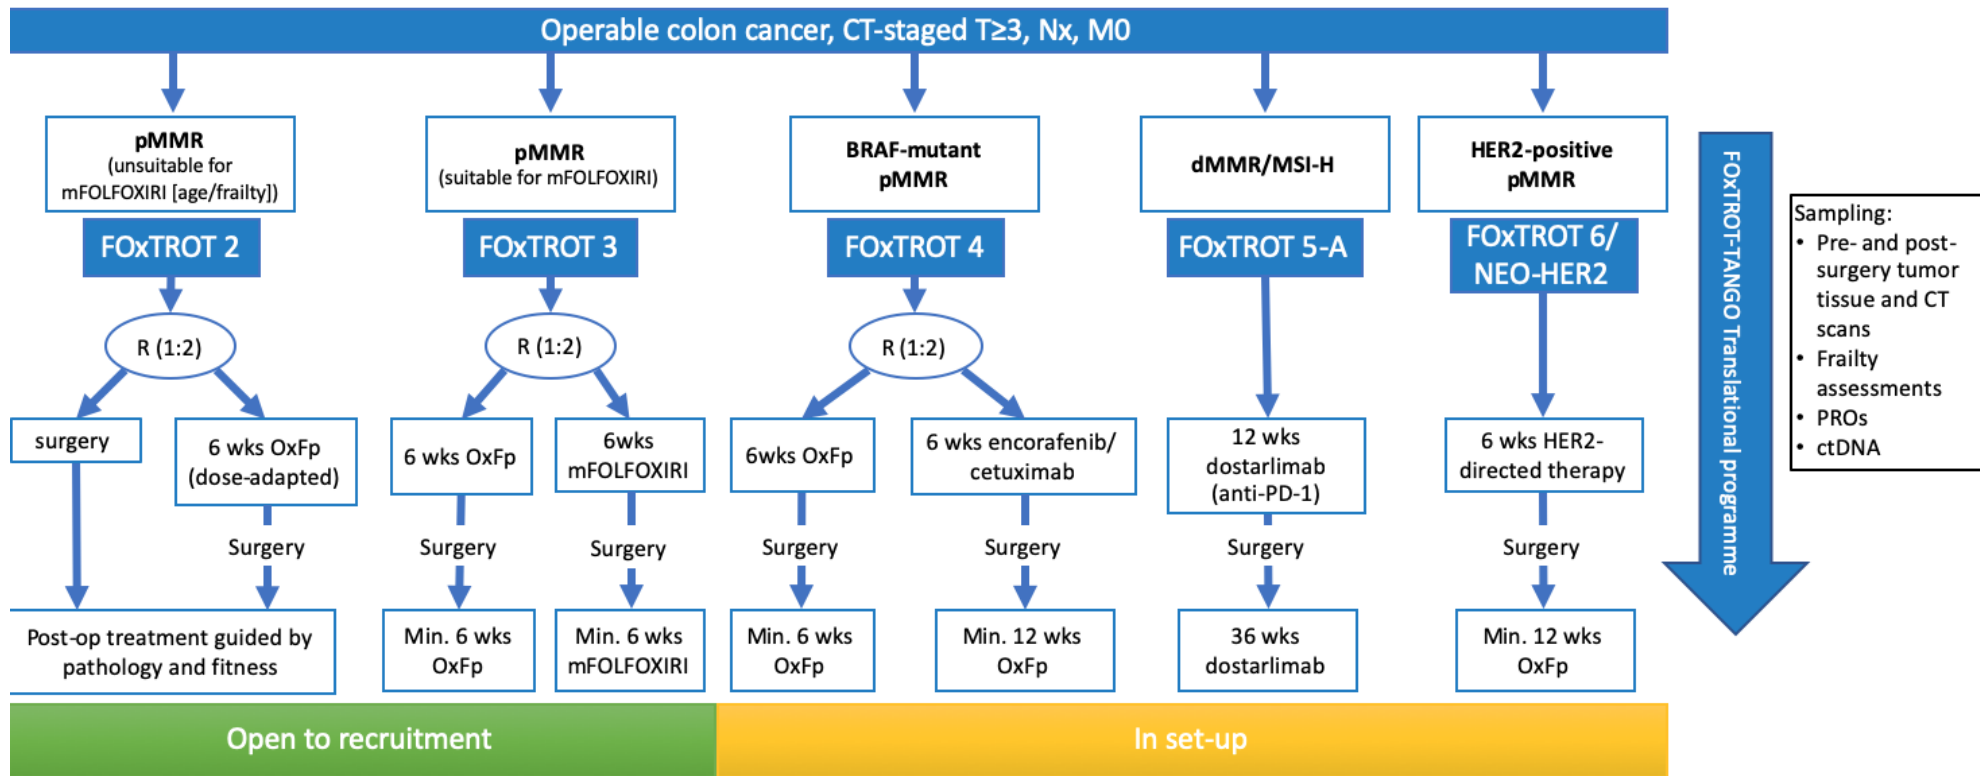 Operable colon cancer, CT-staged T≥3, Nx, M0
pMMR
(unsuitable for
mFOLFOXIRI [age/frailty])
pMMR
(suitable for mFOLFOXIRI)
BRAF-mutant
pMMR
dMMR/MSI-H
HER2-positive
pMMR
FOxTROT 2
FOxTROT 3
FOxTROT 4
FOxTROT 5-A
FOxTROT 6/
NEO-HER2
R (1:2)
R (1:2)
R (1:2)
surgery
6 wks OxFp
(dose-adapted)
6 wks OxFp
6wks
mFOLFOXIRI
6wks OxFp
6 wks encorafenib/
cetuximab
12 wks
dostarlimab
(anti-PD-1)
6 wks HER2-
directed therapy
Surgery
Surgery
Surgery
Surgery
Surgery
Surgery
Surgery
Post-op treatment guided by
pathology and fitness
Min. 6 wks
OxFp
Min. 6 wks
mFOLFOXIRI
Min. 6 wks
OxFp
Min. 12 wks
OxFp
36 wks
dostarlimab
Min. 12 wks
OxFp
Open to recruitment
In set-up
FOxTROT-TANGO Translational programme
Sampling:
• Pre- and post-
surgery tumor
tissue and CT
scans
• Frailty
assessments
• PROs
• ctDNA